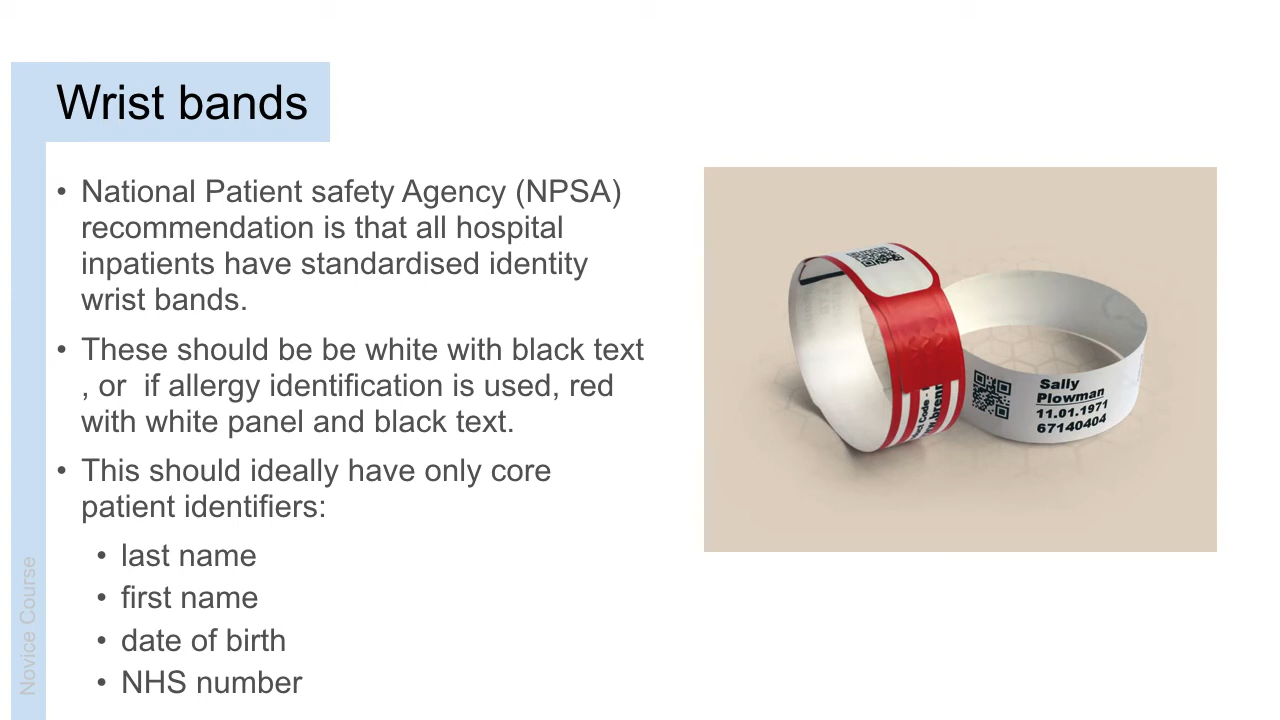 Wrist bands
• National Patient safety Agency (NPSA)
recommendation is that all hospital
inpatients have standardised identity
wrist bands.
• These should be be white with black text
, or  if allergy identification is used, red
with white panel and black text.
• This should ideally have only core
patient identifiers:
• last name
• first name
• date of birth
• NHS number
Novice Course
Code -
Sally
Plowman
11.01.1971
67140404